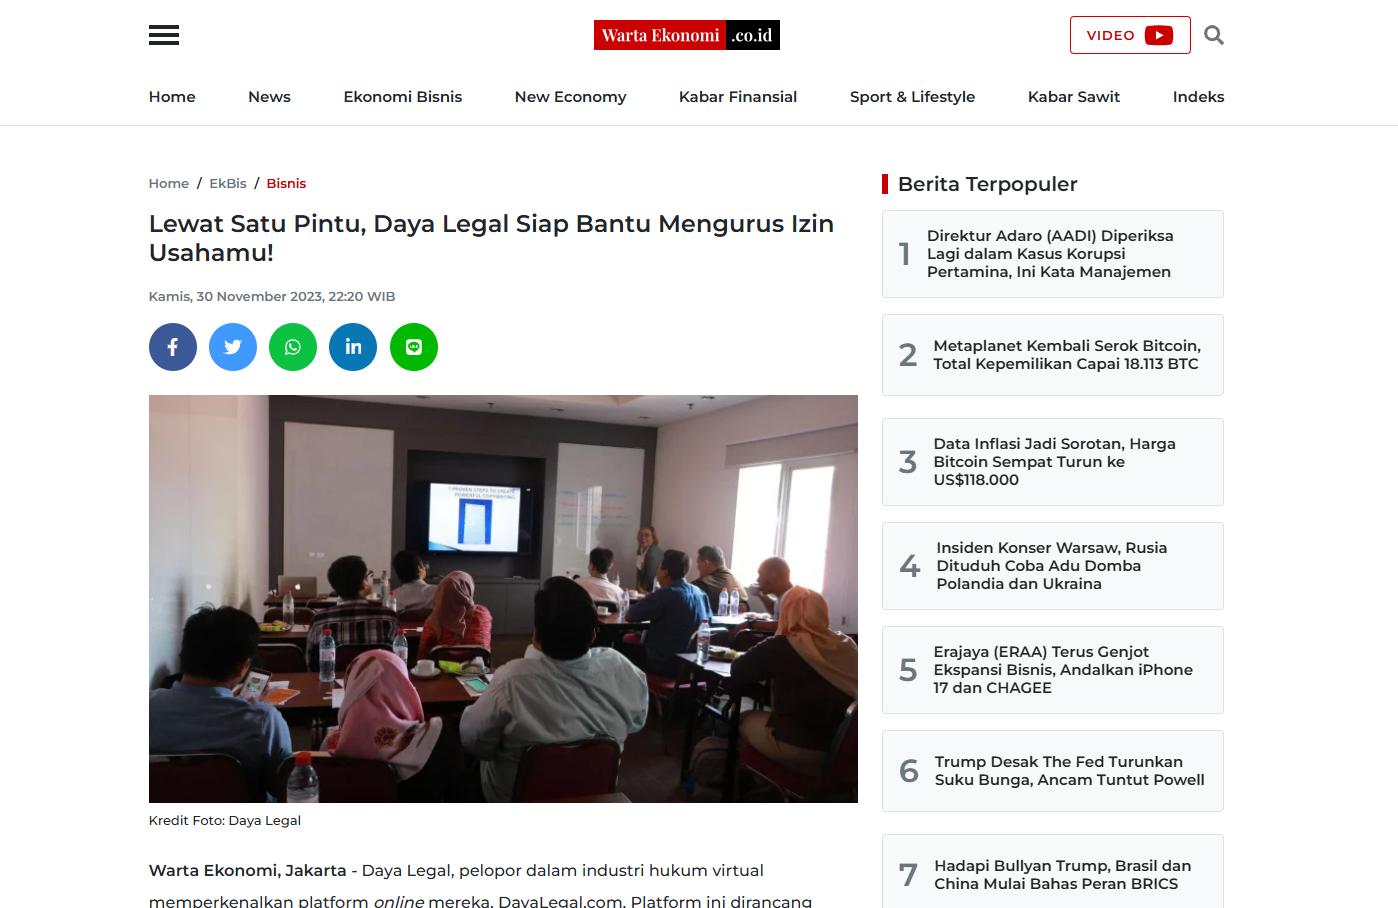 Warta Ekonomi .co.id
VIDEO
Home News Ekonomi Bisnis New Economy Kabar Finansial Sport & Lifestyle Kabar Sawit Indeks
Home / EkBis / Bisnis
Lewat Satu Pintu, Daya Legal Siap Bantu Mengurus Izin
Usahamu!
Kamis, 30 November 2023, 22:20 WIB
PROVEN STEPS TO CREATE
POWERFUL COPYWRITING
Kredit Foto: Daya Legal
Warta Ekonomi, Jakarta - Daya Legal, pelopor dalam industri hukum virtual
memperkenalkan platform online mereka, DayaLegal.com. Platform ini dirancang
Berita Terpopuler
1
Direktur Adaro (AADI) Diperiksa
Lagi dalam Kasus Korupsi
Pertamina, Ini Kata Manajemen
2
Metaplanet Kembali Serok Bitcoin,
Total Kepemilikan Capai 18.113 BTC
3
Data Inflasi Jadi Sorotan, Harga
Bitcoin Sempat Turun ke
US$118.000
4
Insiden Konser Warsaw, Rusia
Dituduh Coba Adu Domba
Polandia dan Ukraina
5
Erajaya (ERAA) Terus Genjot
Ekspansi Bisnis, Andalkan iPhone
17 dan CHAGEE
6
Trump Desak The Fed Turunkan
Suku Bunga, Ancam Tuntut Powell
7
Hadapi Bullyan Trump, Brasil dan
China Mulai Bahas Peran BRICS